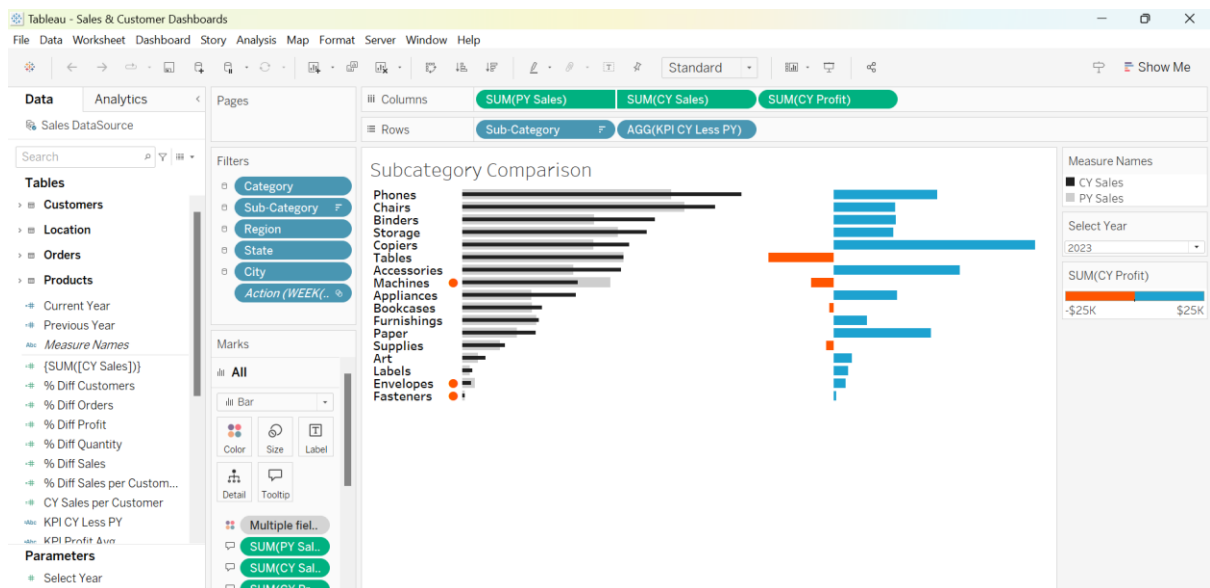 Tableau - Sales & Customer Dashboards
File Data Worksheet Dashboard Story Analysis Map Format Server Window Help
Standard
Show Me
Data Analytics
Sales DataSource
Search
Tables
Customers
Location
Orders
Products
Current Year
Previous Year
Abc Measure Names
{SUM([CY Sales])}
% Diff Customers
% Diff Orders
% Diff Profit
% Diff Quantity
% Diff Sales
% Diff Sales per Custom...
CY Sales per Customer
KPI CY Less PY
KPI Profit Avg
Parameters
Select Year
Pages
Filters
Category
Sub-Category
Region
State
City
Action (WEEK(..
Marks
All
Bar
Color Size Label
Detail Tooltip
Multiple fiel..
SUM(PY Sal..
SUM(CY Sal..
SUM(CY Pr..
Columns SUM(PY Sales) SUM(CY Sales) SUM(CY Profit)
Rows Sub-Category AGG(KPI CY Less PY)
Subcategory Comparison
Phones
Chairs
Binders
Storage
Copiers
Tables
Accessories
Machines
Appliances
Bookcases
Furnishings
Paper
Supplies
Art
Labels
Envelopes
Fasteners
Measure Names
CY Sales
PY Sales
Select Year
2023
SUM(CY Profit)
-$25K $25K